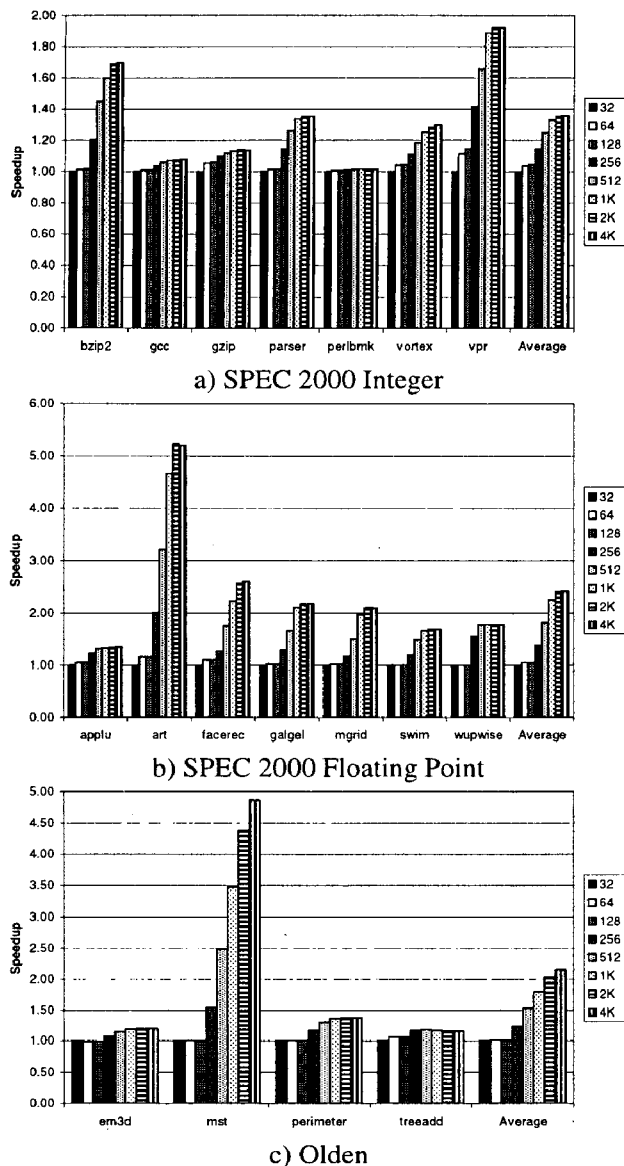 2.00
1.80
1.60
1.40
1.20
1.00
0.80
0.60
0.40
0.20
0.00
Speedup
bzip2 gcc gzip parser perlbmk vortex vpr Average
32
64
128
256
512
1K
2K
4K
a) SPEC 2000 Integer
6.00
5.00
4.00
3.00
2.00
1.00
0.00
Speedup
applu art facerec galgel mgrid swim wupwise Average
32
64
128
256
512
1K
2K
4K
b) SPEC 2000 Floating Point
5.00
4.50
4.00
3.50
3.00
2.50
2.00
1.50
1.00
0.50
0.00
Speedup
em3d mst perimeter treeadd Average
32
64
128
256
512
1K
2K
4K
c) Olden